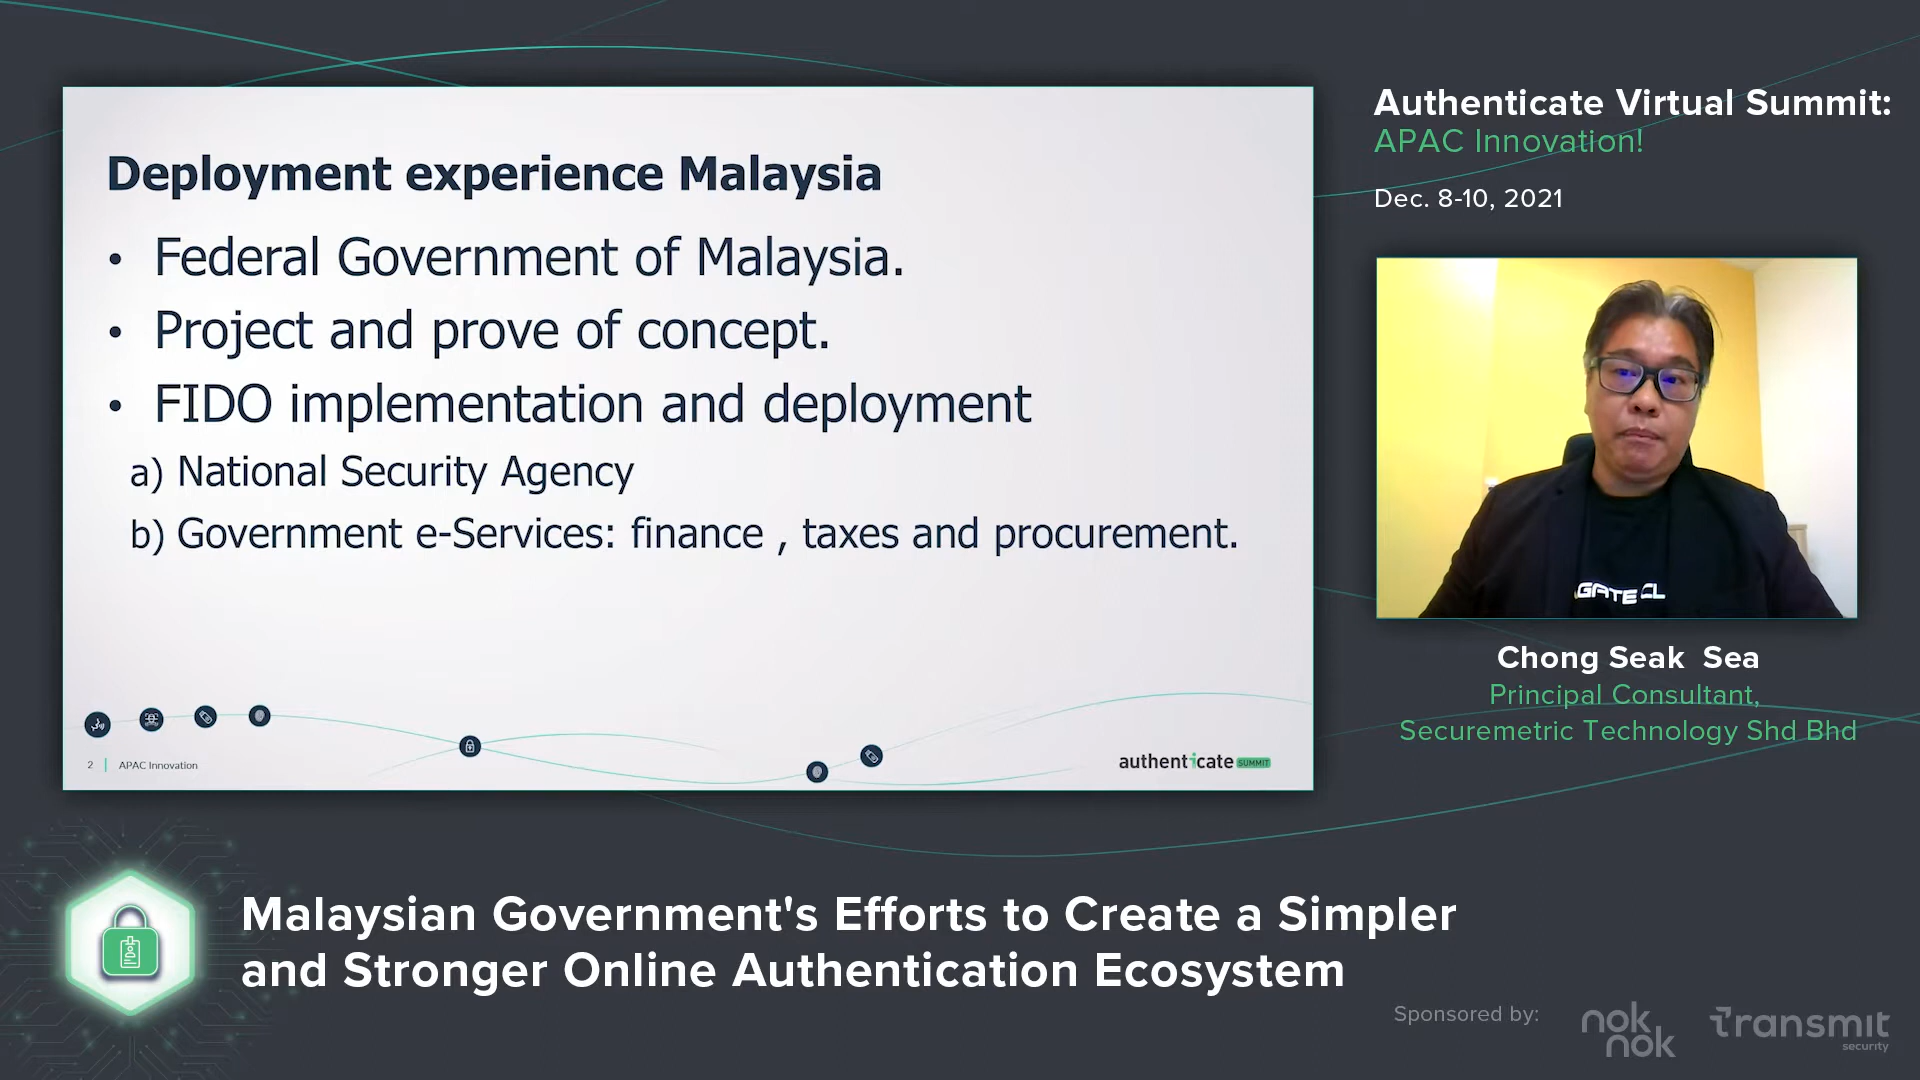 Deployment experience Malaysia
• Federal Government of Malaysia.
• Project and prove of concept.
• FIDO implementation and deployment
a) National Security Agency
b) Government e-Services: finance , taxes and procurement.
2 | APAC Innovation
authenticate SUMMIT
Authenticate Virtual Summit:
APAC Innovation!
Dec. 8-10, 2021
Chong Seak Sea
Principal Consultant,
Securemetric Technology Shd Bhd
Malaysian Government's Efforts to Create a Simpler
and Stronger Online Authentication Ecosystem
Sponsored by:
nok
nok
Transmit
security